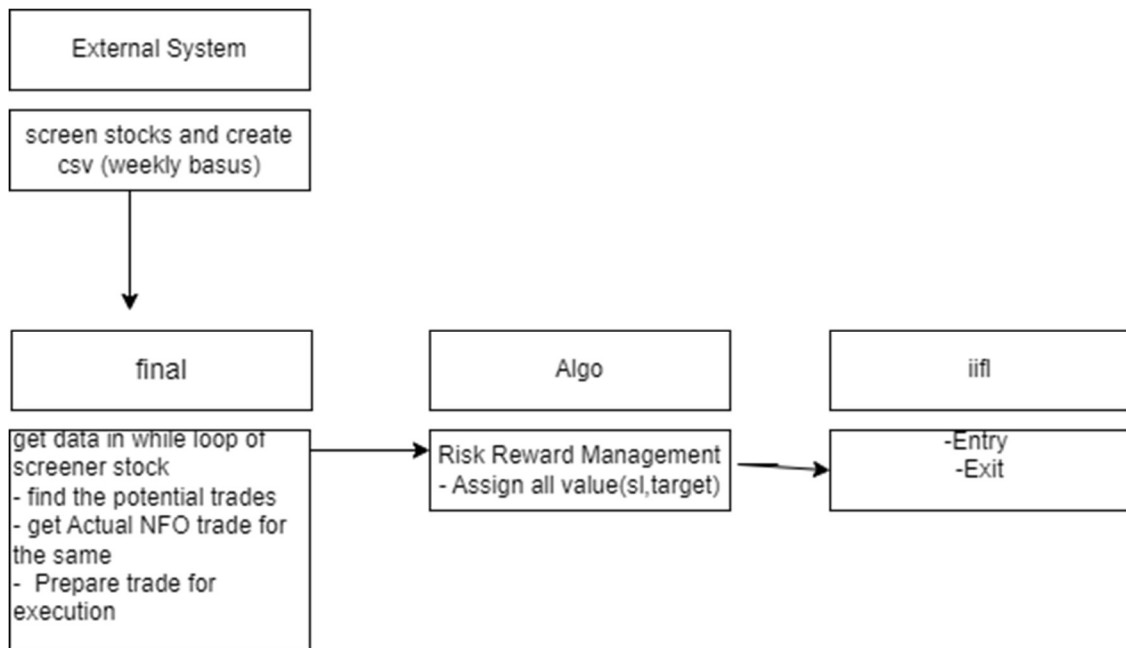 External System
screen stocks and create
csv (weekly basus)
final
Algo
iifl
get data in while loop of
screener stock
- find the potential trades
- get Actual NFO trade for
the same
- Prepare trade for
execution
Risk Reward Management
- Assign all value(sl,target)
-Entry
-Exit